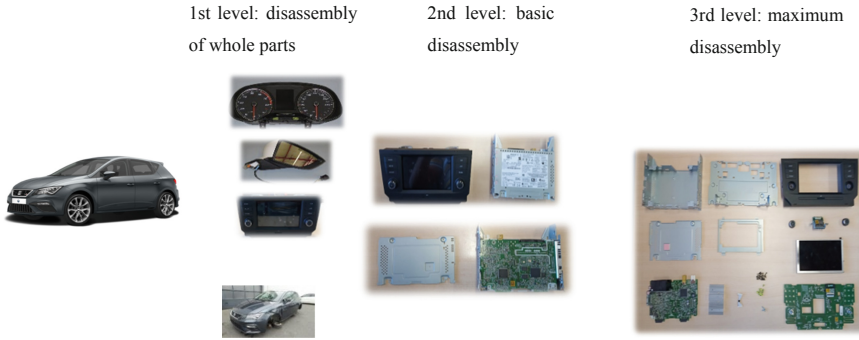 1st level: disassembly
of whole parts
2nd level: basic
disassembly
3rd level: maximum
disassembly